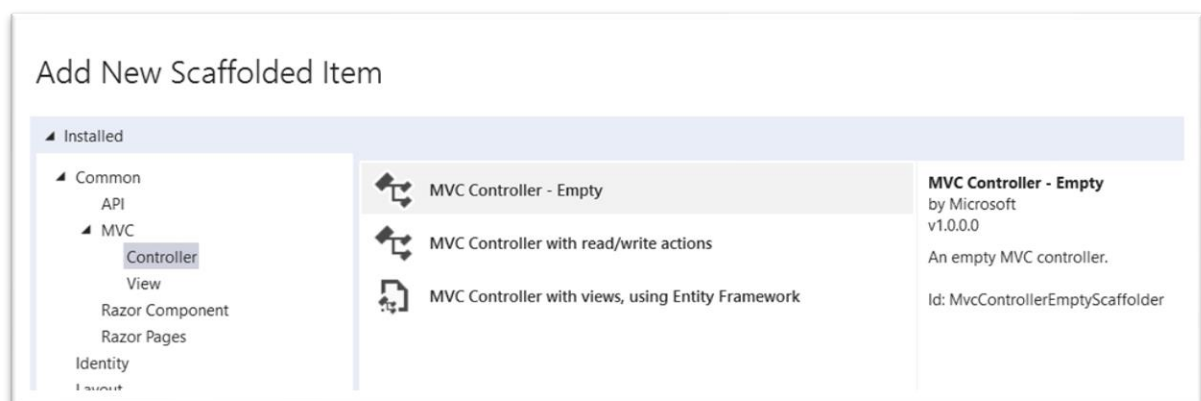 Add New Scaffolded Item
Installed
Common
API
MVC
Controller
View
Razor Component
Razor Pages
Identity
Layout
MVC Controller - Empty
MVC Controller with read/write actions
MVC Controller with views, using Entity Framework
MVC Controller - Empty
by Microsoft
v1.0.0.0
An empty MVC controller.
Id: MvcControllerEmptyScaffolder